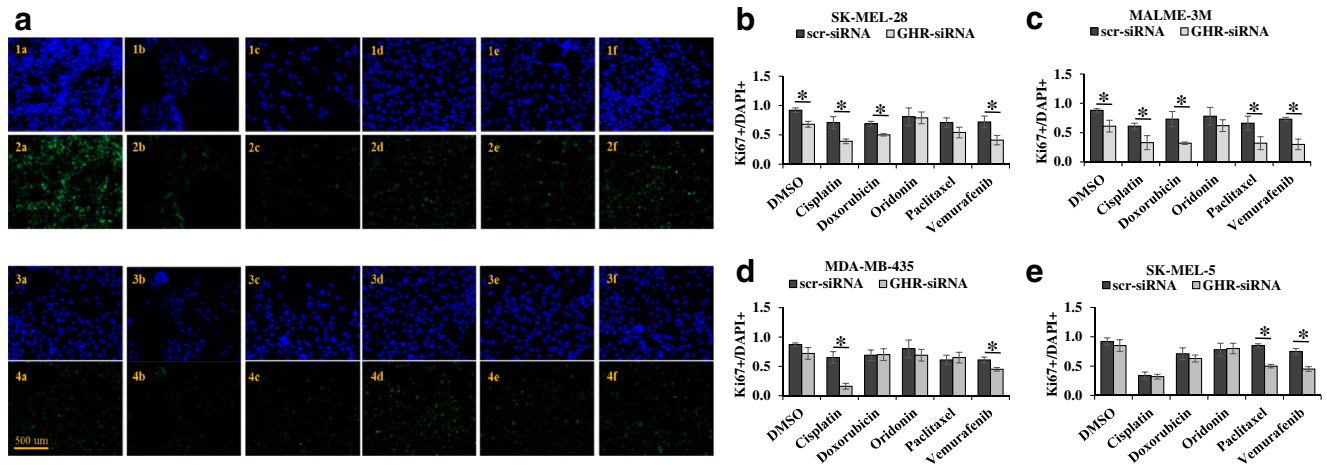 a
1a 1b 1c 1d 1e 1f
2a 2b 2c 2d 2e 2f
3a 3b 3c 3d 3e 3f
4a 4b 4c 4d 4e 4f
500 um
b
SK-MEL-28
scr-siRNA GHR-siRNA
Ki67+/DAPI+
1.5
1.0
0.5
0.0
* * * *
DMSO Cisplatin Doxorubicin Oridonin Paclitaxel Vemurafenib
c
MALME-3M
scr-siRNA GHR-siRNA
Ki67+/DAPI+
1.5
1.0
0.5
0.0
* * * * *
DMSO Cisplatin Doxorubicin Oridonin Paclitaxel Vemurafenib
d
MDA-MB-435
scr-siRNA GHR-siRNA
Ki67+/DAPI+
1.5
1.0
0.5
0.0
* *
DMSO Cisplatin Doxorubicin Oridonin Paclitaxel Vemurafenib
e
SK-MEL-5
scr-siRNA GHR-siRNA
Ki67+/DAPI+
1.5
1.0
0.5
0.0
* *
DMSO Cisplatin Doxorubicin Oridonin Paclitaxel Vemurafenib